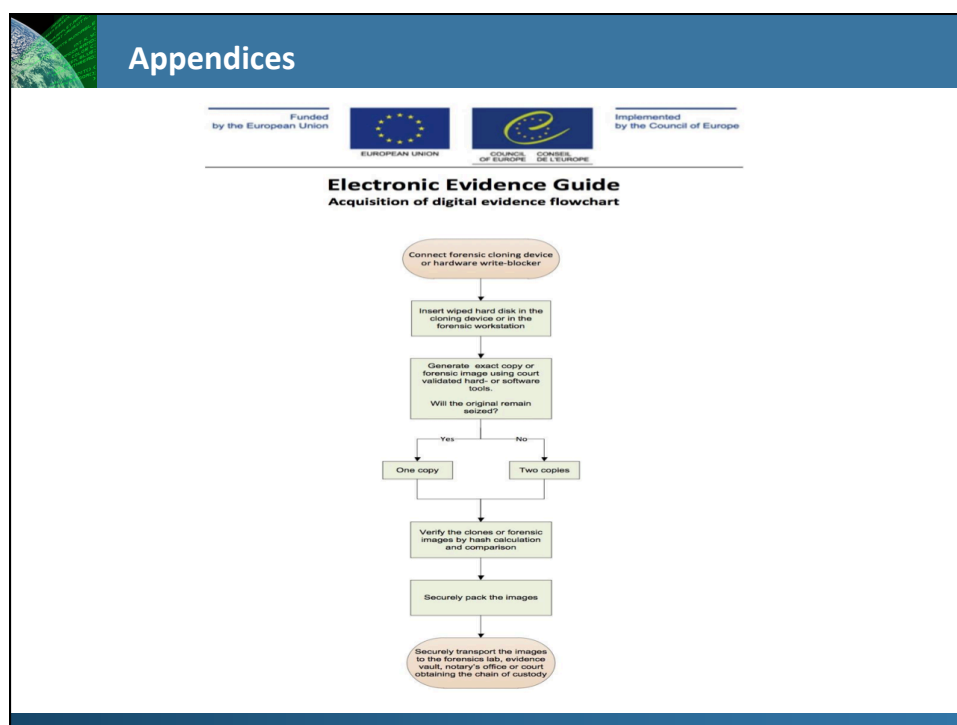 Appendices
Funded
by the European Union
EUROPEAN UNION
COUNCIL CONSEIL
OF EUROPE DE L'EUROPE
Implemented
by the Council of Europe
Electronic Evidence Guide
Acquisition of digital evidence flowchart
Connect forensic cloning device
or hardware write-blocker
Insert wiped hard disk in the
cloning device or in the
forensic workstation
Generate exact copy or
forensic image using court
validated hard- or software
tools.
Will the original remain
seized?
Yes
No
One copy
Two copies
Verify the clones or forensic
images by hash calculation
and comparison
Securely pack the images
Securely transport the images
to the forensics lab, evidence
vault, notary's office or court
obtaining the chain of custody